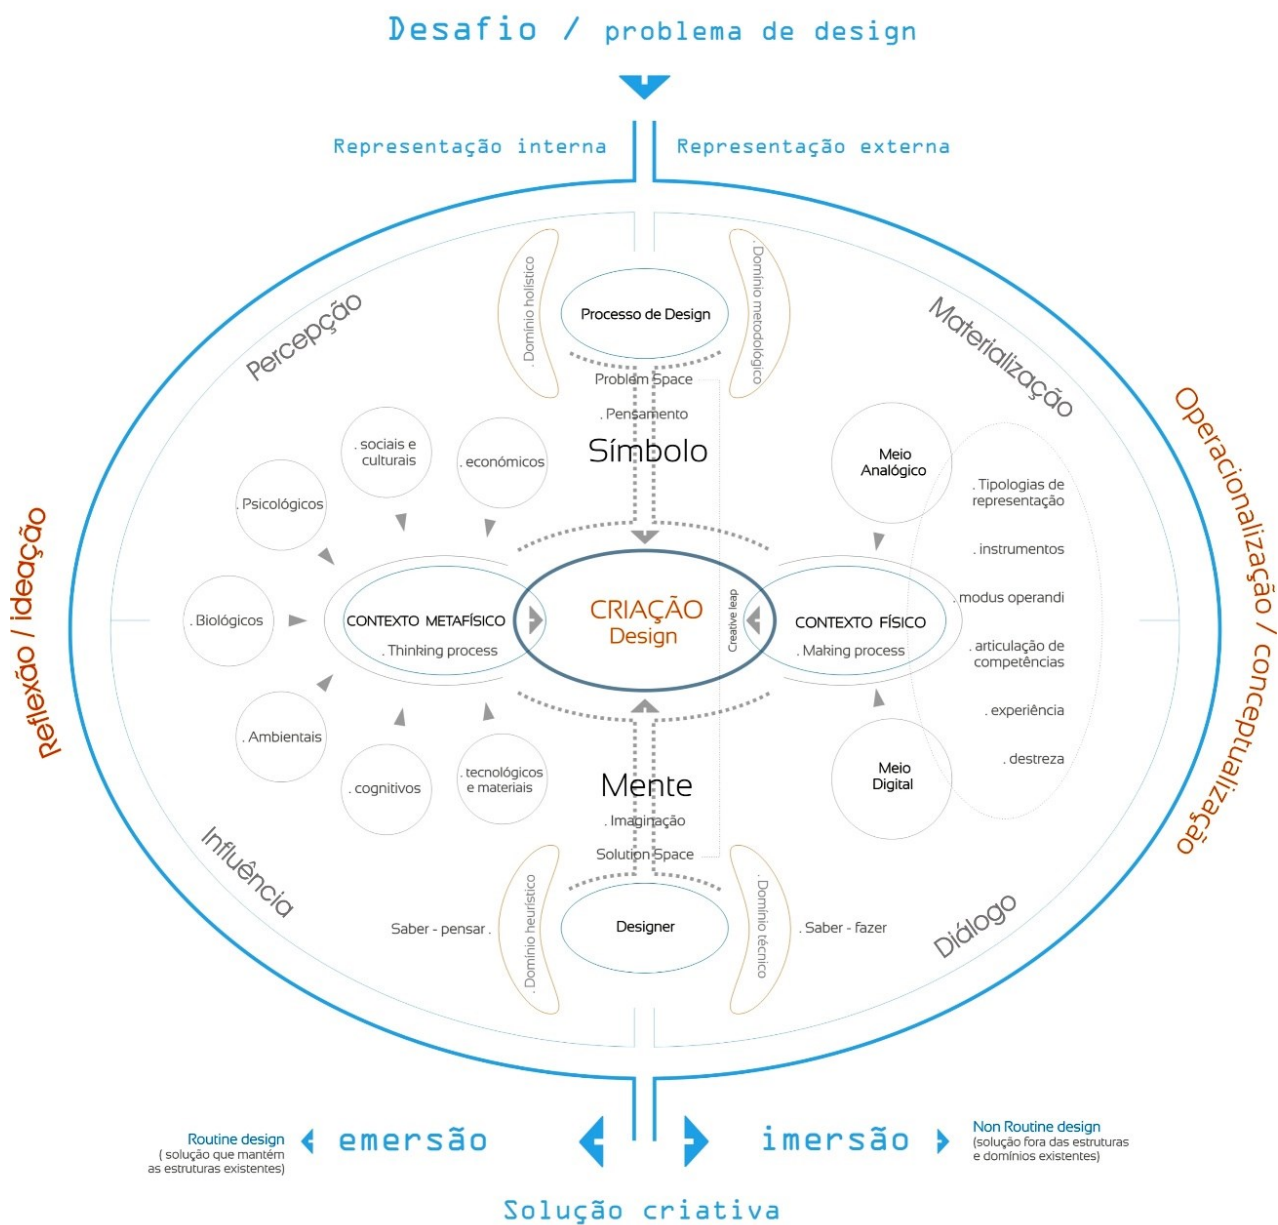 Desafio / problema de design
Representação interna
Representação externa
Percepção
. Domínio holístico
Processo de Design
. Domínio metodológico
Materialização
Problem Space
. Pensamento
Símbolo
. sociais e
culturais
. económicos
. Psicológicos
. Biológicos
. Ambientais
. cognitivos
. tecnológicos
e materiais
CONTEXTO METAFÍSICO
. Thinking process
CRIAÇÃO
Design
Creative leap
CONTEXTO FÍSICO
. Making process
Meio
Analógico
Meio
Digital
. Tipologias de
representação
. instrumentos
. modus operandi
. articulação de
competências
. experiência
. destreza
Reflexão / ideação
Operacionalização / conceptualização
Mente
. Imaginação
Solution Space
Influência
Saber - pensar .
. Domínio heurístico
Designer
. Domínio técnico
. Saber - fazer
Diálogo
Routine design
( solução que mantém
as estruturas existentes)
emersão
imersão
Non Routine design
(solução fora das estruturas
e domínios existentes)
Solução criativa